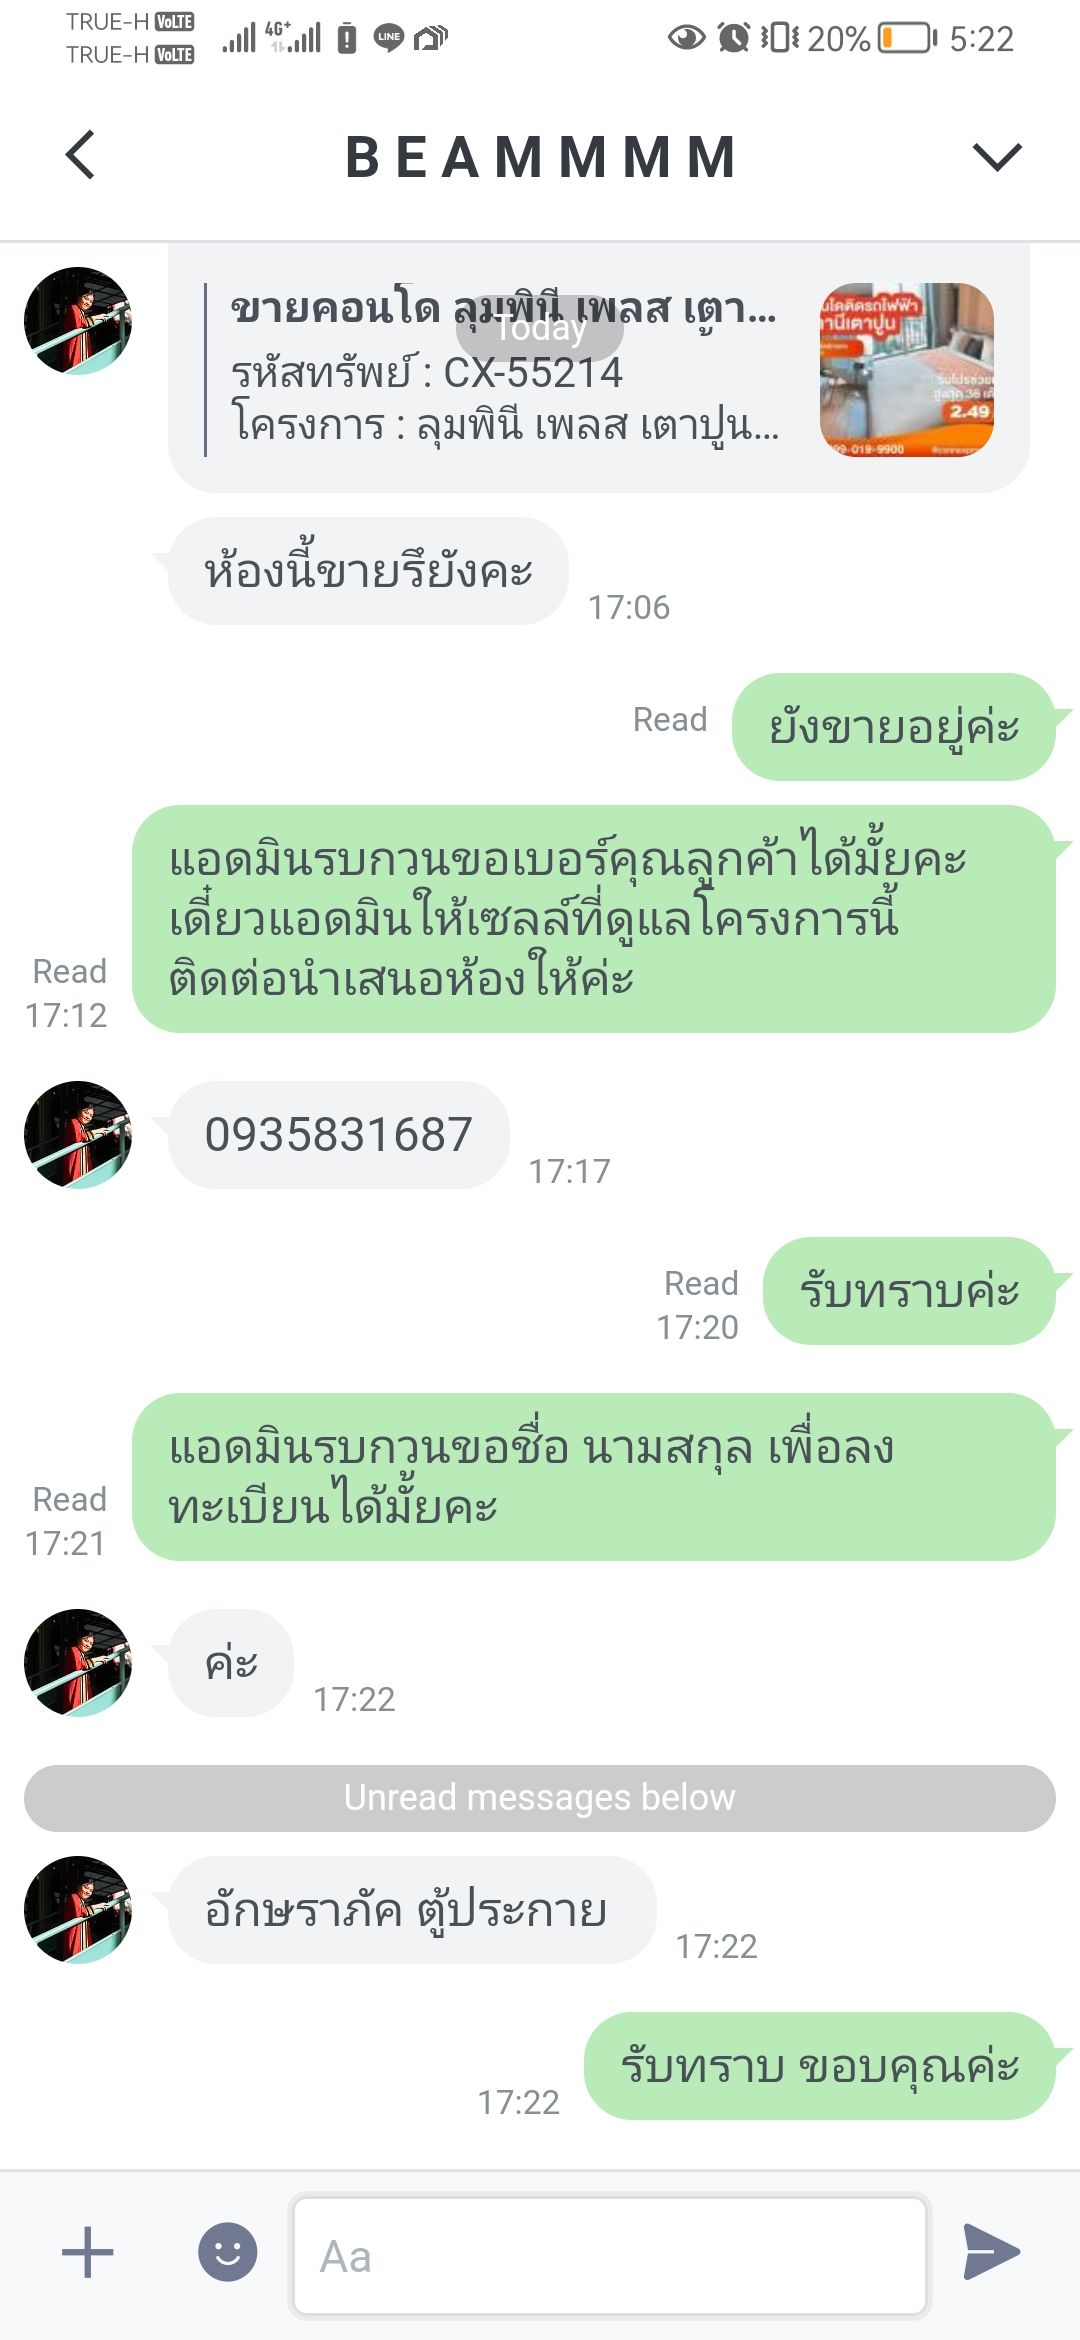 TRUE-H VoLTE
TRUE-H VoLTE
4G+
LINE
20%
5:22
BEAMMMM
ขายคอนโด ลุมพินี เพลส เตา...
Today
รหัสทรัพย์ : CX-55214
โครงการ : ลุมพินี เพลส เตาปูน...
2.49
ห้องนี้ขายรึยังคะ
17:06
Read
ยังขายอยู่ค่ะ
แอดมินรบกวนขอเบอร์คุณลูกค้าได้มั้ยคะ
เดี๋ยวแอดมินให้เซลล์ที่ดูแลโครงการนี้
ติดต่อนำเสนอห้องให้ค่ะ
Read
17:12
0935831687
17:17
Read
17:20
รับทราบค่ะ
แอดมินรบกวนขอชื่อ นามสกุล เพื่อลง
ทะเบียนได้มั้ยคะ
Read
17:21
ค่ะ
17:22
Unread messages below
อักษราภัค ตู้ประกาย
17:22
รับทราบ ขอบคุณค่ะ
17:22
Aa